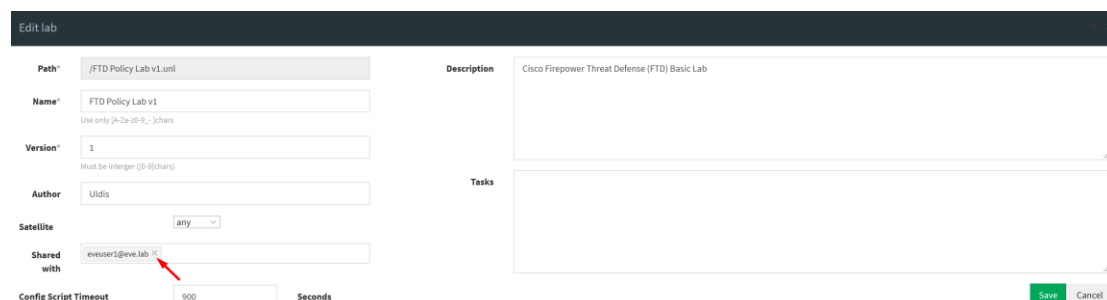 Edit lab
Path*
/FTD Policy Lab v1.unl
Name*
FTD Policy Lab v1
Use only [A-Za-z0-9_- ]chars
Version*
1
Must be interger ([0-9]chars)
Author
Uldis
Satellite
any
Shared
with
eveuser1@eve.lab ×
Config Script Timeout
900
Seconds
Description
Cisco Firepower Threat Defense (FTD) Basic Lab
Tasks
Save
Cancel